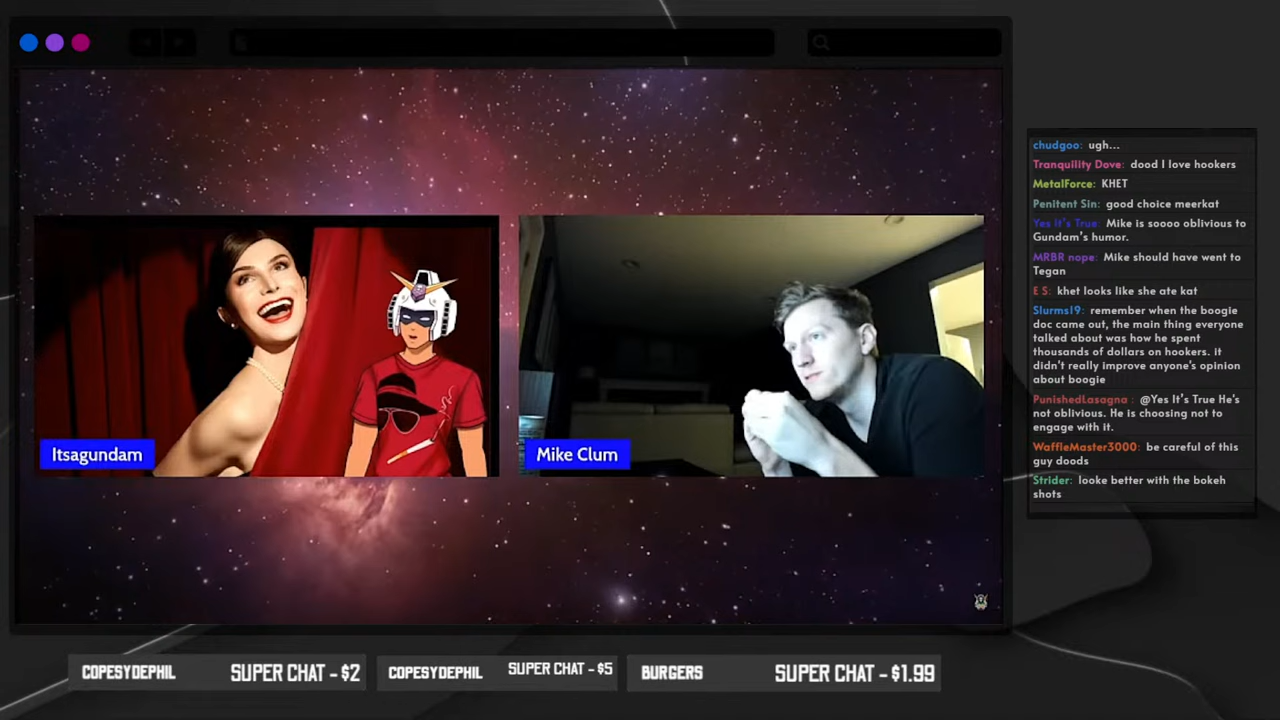 chudgoo: ugh...
Tranquility Dove: dood I love hookers
MetalForce: KHET
Penitent Sin: good choice meerkat
Yes It's True: Mike is soooo oblivious to
Gundam's humor.
MRBR nope: Mike should have went to
Tegan
E S: khet looks like she ate kat
Slurms19: remember when the boogie
doc came out, the main thing everyone
talked about was how he spent
thousands of dollars on hookers. it
didn't really improve anyone's opinion
about boogie
PunishedLasagna : @Yes It's True He's
not oblivious. He is choosing not to
engage with it.
WaffleMaster3000: be careful of this
guy doods
Strider: looke better with the bokeh
shots
Itsagundam
Mike Clum
COPESYDEPHIL SUPER CHAT - $2
COPESYDEPHIL SUPER CHAT - $5
BURGERS SUPER CHAT - $1.99